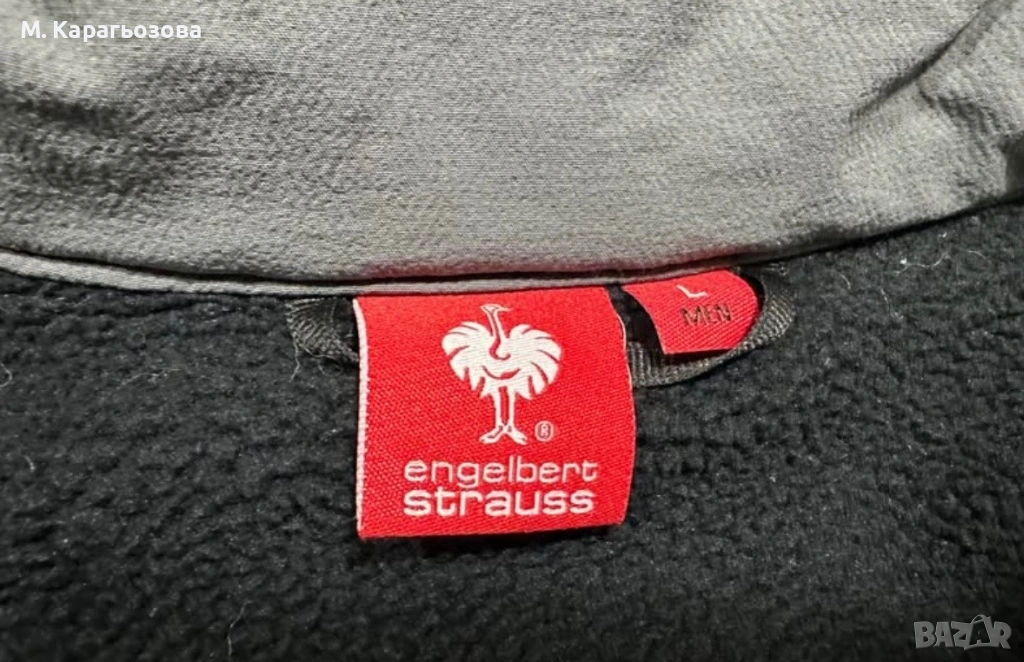 М. Карагьозова
L
MEN
®
engelbert
strauss
BAZAR